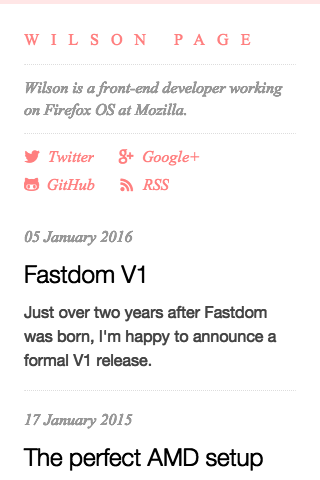 WILSON PAGE
Wilson is a front-end developer working
on Firefox OS at Mozilla.
Twitter
Google+
GitHub
RSS
05 January 2016
Fastdom V1
Just over two years after Fastdom
was born, I'm happy to announce a
formal V1 release.
17 January 2015
The perfect AMD setup